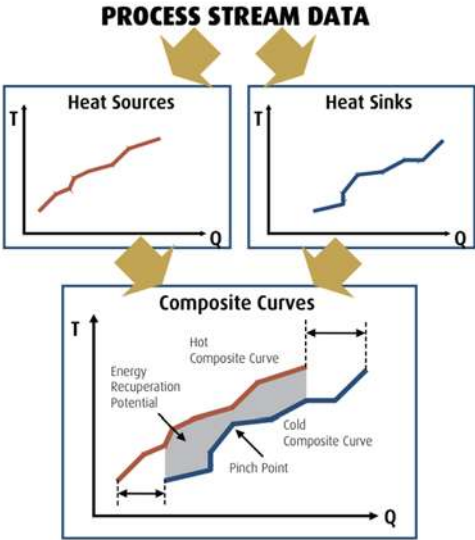 PROCESS STREAM DATA
Heat Sources
T
Q
Heat Sinks
T
Q
Composite Curves
T
Hot
Composite Curve
Energy
Recuperation
Potential
Cold
Composite Curve
Pinch Point
Q